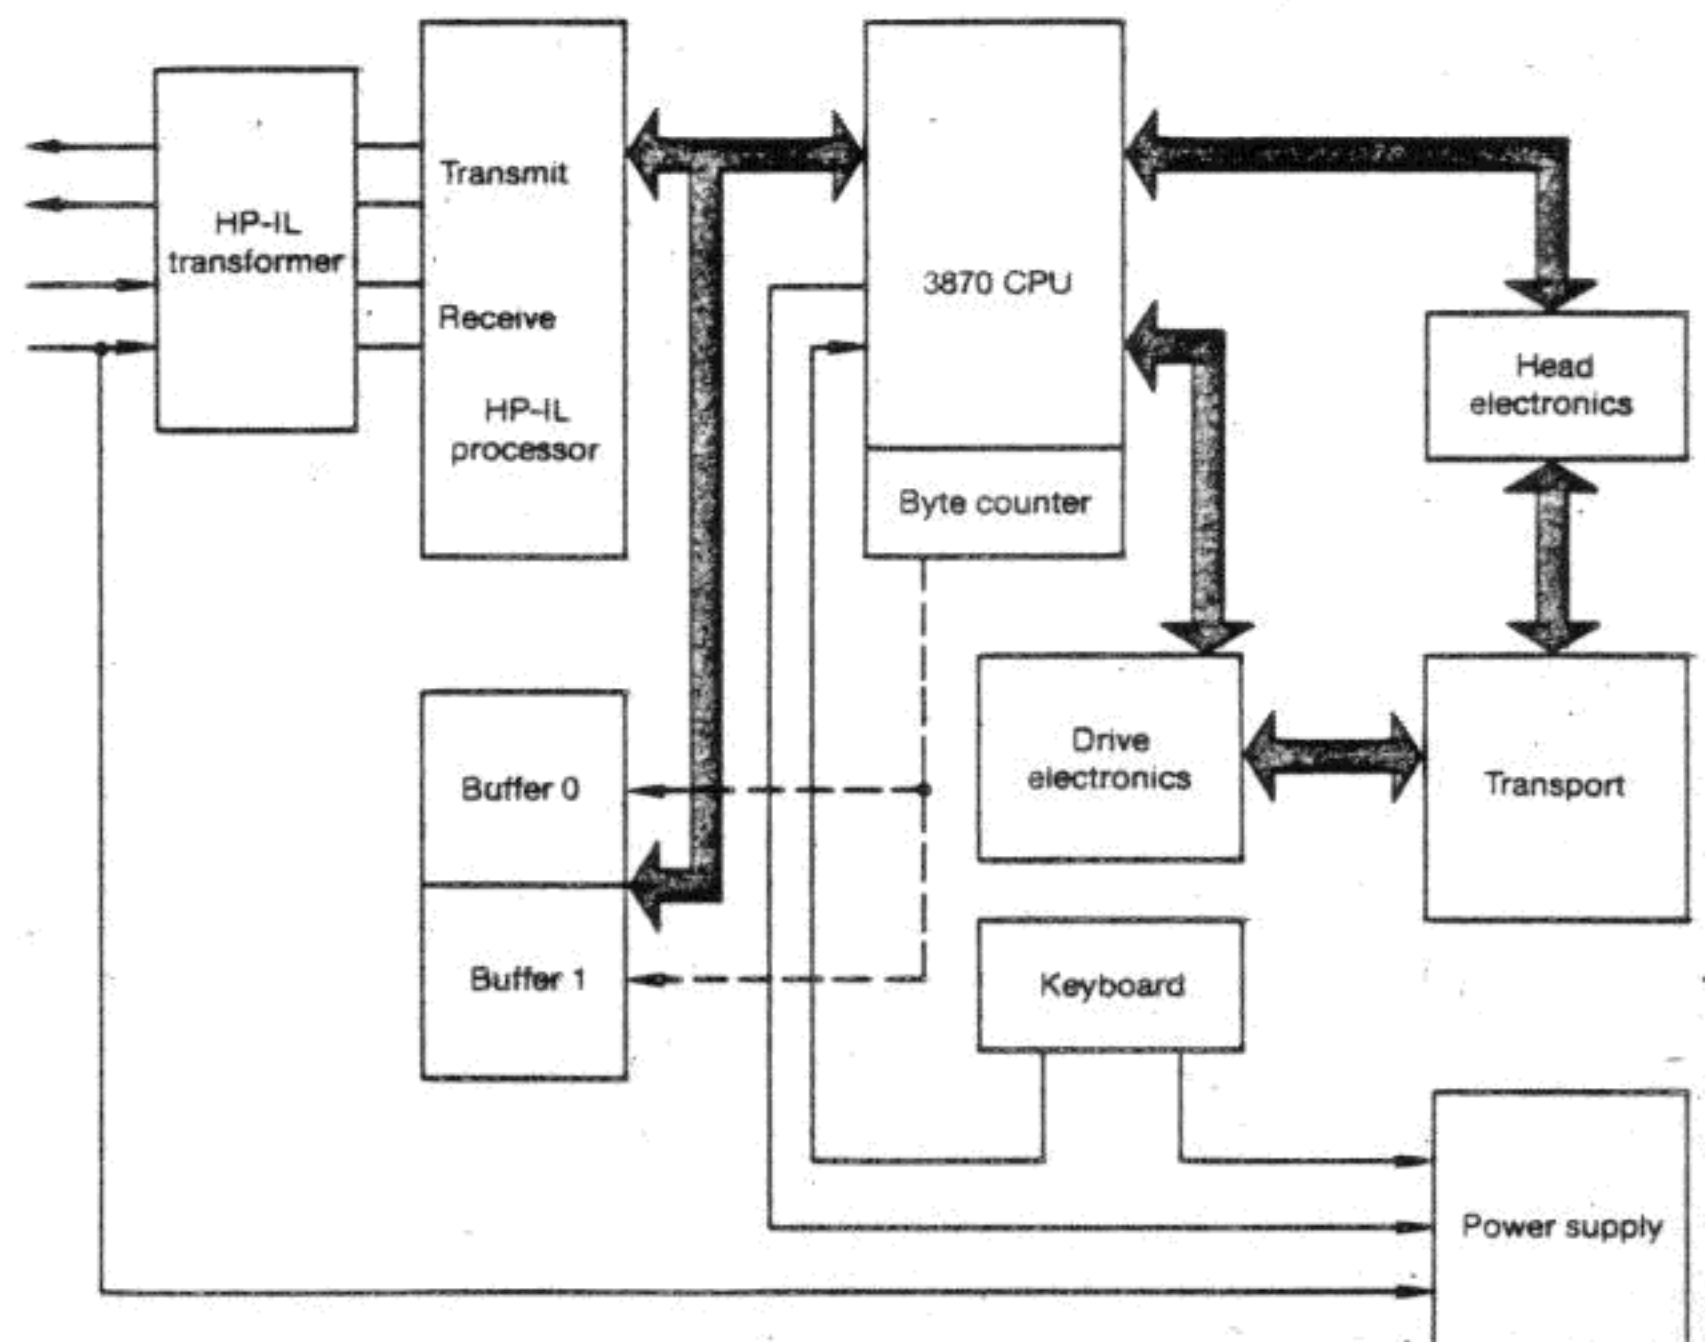 HP-IL
transformer
Transmit
Receive
HP-IL
processor
3870 CPU
Byte counter
Head
electronics
Buffer 0
Buffer 1
Drive
electronics
Transport
Keyboard
Power supply